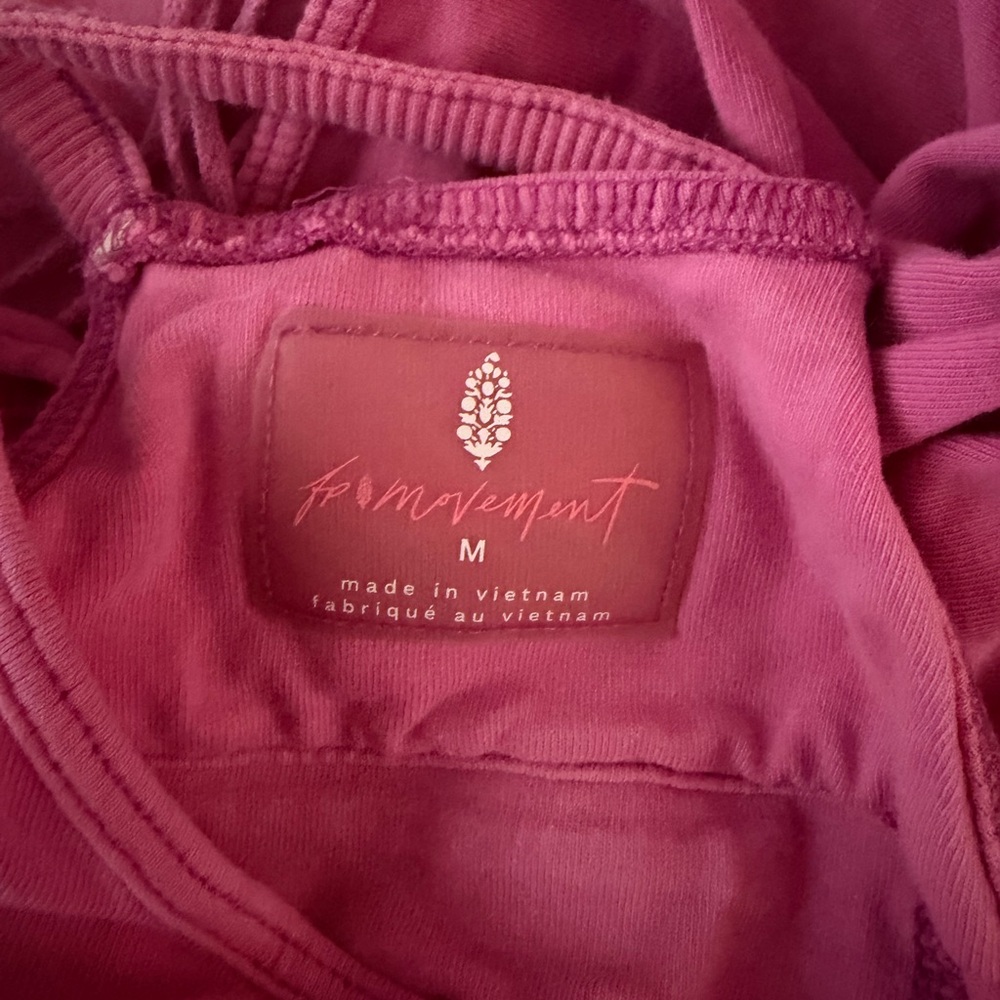 fp movement
M
made in vietnam
fabriqué au vietnam